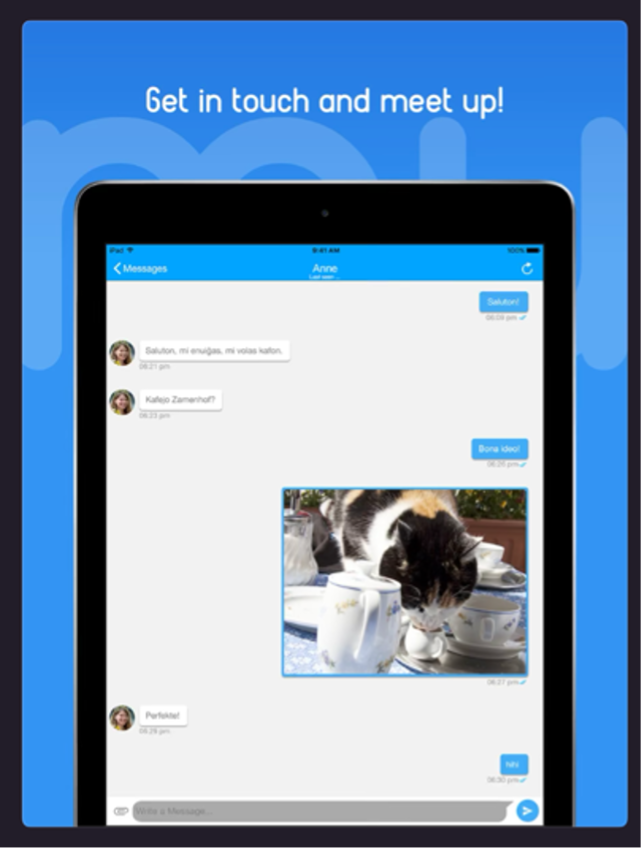 Get in touch and meet up!
iPad 9:41 AM 100%
Messages Anne
Last seen ...
Saluton!
06:09 pm
Saluton, mi enuiĝas, mi volas kafon.
06:21 pm
Kafejo Zamenhof?
06:23 pm
Bona ideo!
06:26 pm
06:27 pm
Perfekte!
06:28 pm
hihi
06:30 pm
Write a Message...